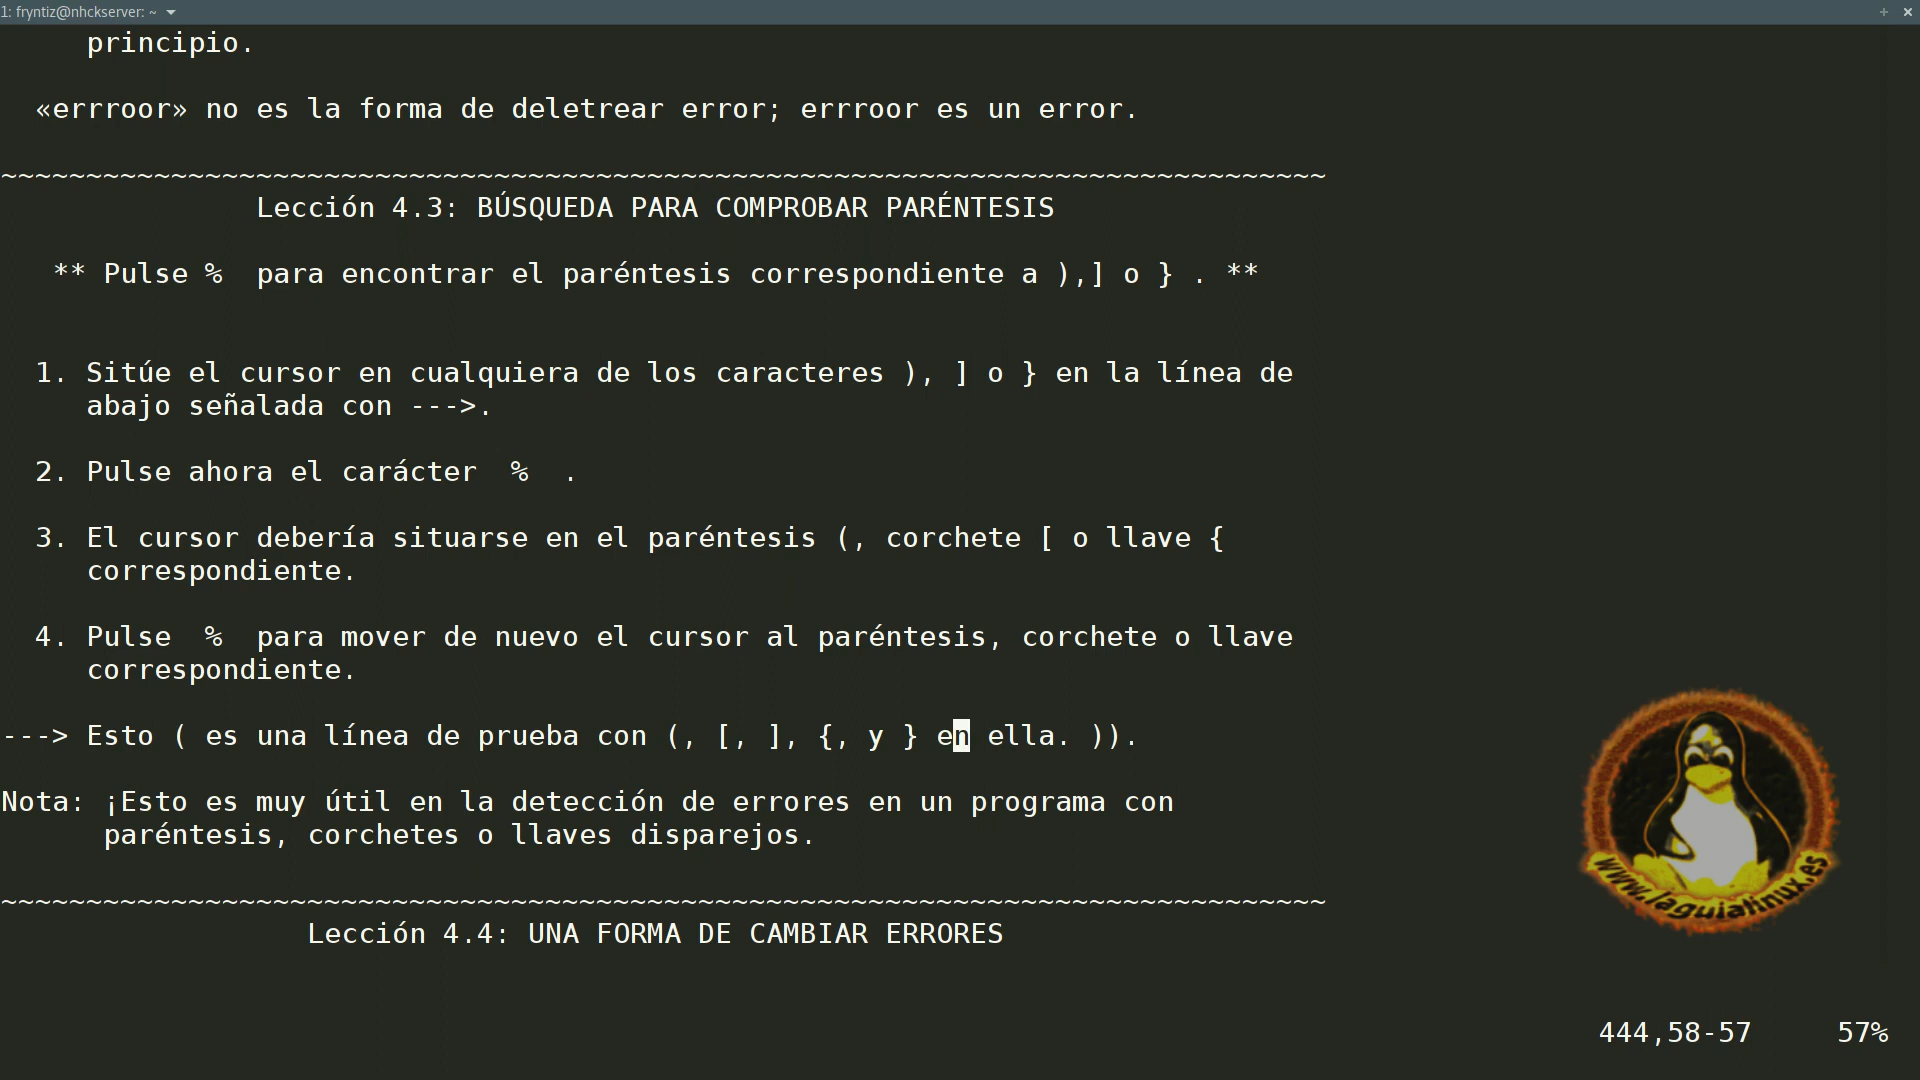 1: fryntiz@nhckserver: ~
principio.
«errroor» no es la forma de deletrear error; errroor es un error.
~~~~~~~~~~~~~~~~~~~~~~~~~~~~~~~~~~~~~~~~~~~~~~~~~~~~~~~~~~~~~~~~~~~~~~~~~~~~~~
Lección 4.3: BÚSQUEDA PARA COMPROBAR PARÉNTESIS
** Pulse %  para encontrar el paréntesis correspondiente a ),] o } . **
1. Sitúe el cursor en cualquiera de los caracteres ), ] o } en la línea de
abajo señalada con --->.
2. Pulse ahora el carácter  %  .
3. El cursor debería situarse en el paréntesis (, corchete [ o llave {
correspondiente.
4. Pulse  %  para mover de nuevo el cursor al paréntesis, corchete o llave
correspondiente.
---> Esto ( es una línea de prueba con (, [, ], {, y } en ella. )).
Nota: ¡Esto es muy útil en la detección de errores en un programa con
paréntesis, corchetes o llaves disparejos.
~~~~~~~~~~~~~~~~~~~~~~~~~~~~~~~~~~~~~~~~~~~~~~~~~~~~~~~~~~~~~~~~~~~~~~~~~~~~~~
Lección 4.4: UNA FORMA DE CAMBIAR ERRORES
www.laguialinux.es
444,58-57     57%